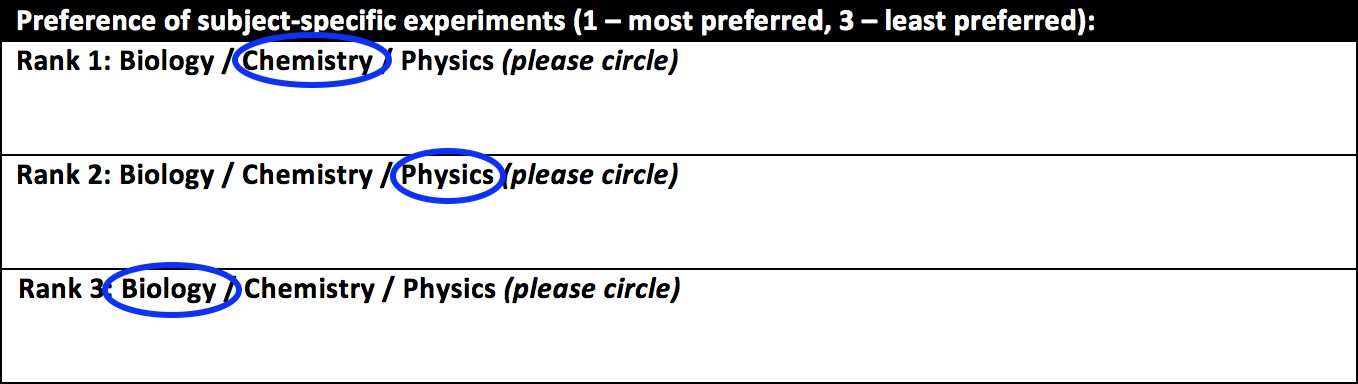 Preference of subject-specific experiments (1 – most preferred, 3 – least preferred):
Rank 1: Biology / Chemistry / Physics (please circle)
Rank 2: Biology / Chemistry / Physics (please circle)
Rank 3: Biology / Chemistry / Physics (please circle)